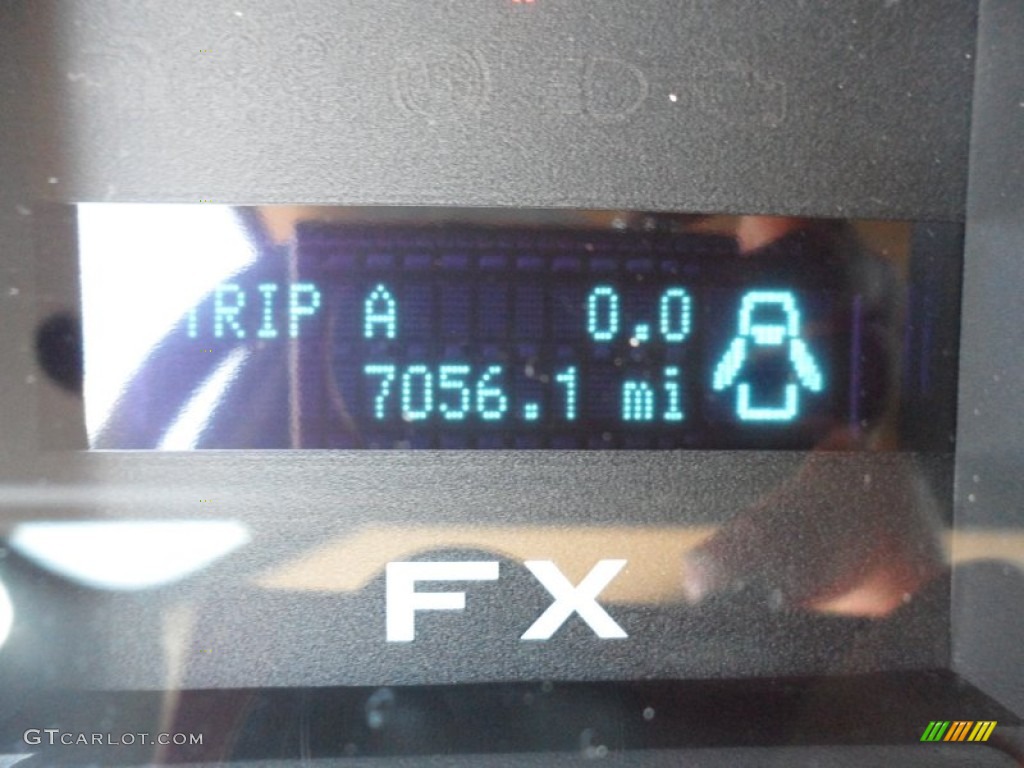 TRIP A 0.0
7056.1 mi
FX
GTCARLOT.COM